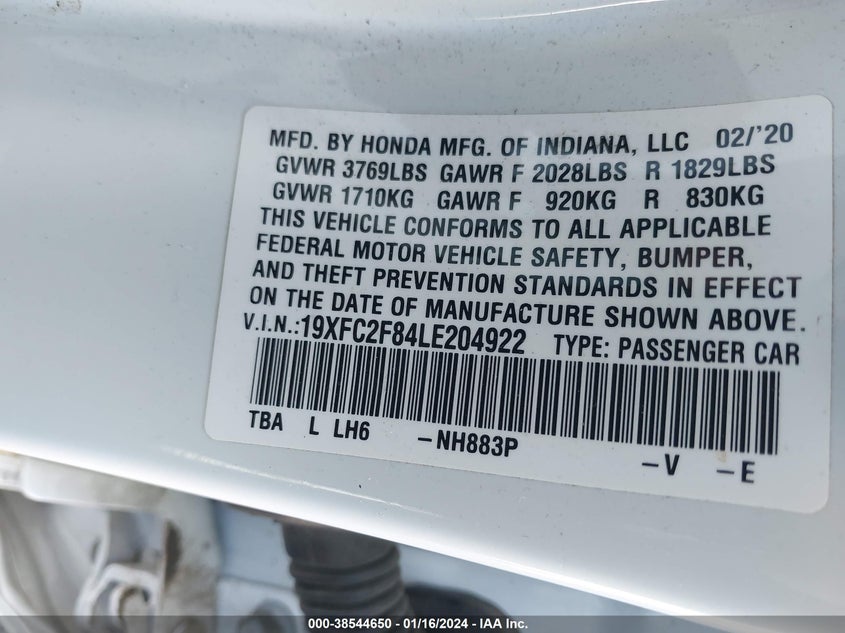 MFD. BY HONDA MFG. OF INDIANA, LLC 02/'20
GVWR 3769LBS GAWR F 2028LBS R 1829LBS
GVWR 1710KG GAWR F 920KG R 830KG
THIS VEHICLE CONFORMS TO ALL APPLICABLE
FEDERAL MOTOR VEHICLE SAFETY, BUMPER,
AND THEFT PREVENTION STANDARDS IN EFFECT
ON THE DATE OF MANUFACTURE SHOWN ABOVE.
V.I.N.:19XFC2F84LE204922 TYPE: PASSENGER CAR
TBA L LH6 –NH883P –V –E
000-38544650 - 01/16/2024 - IAAI Inc.